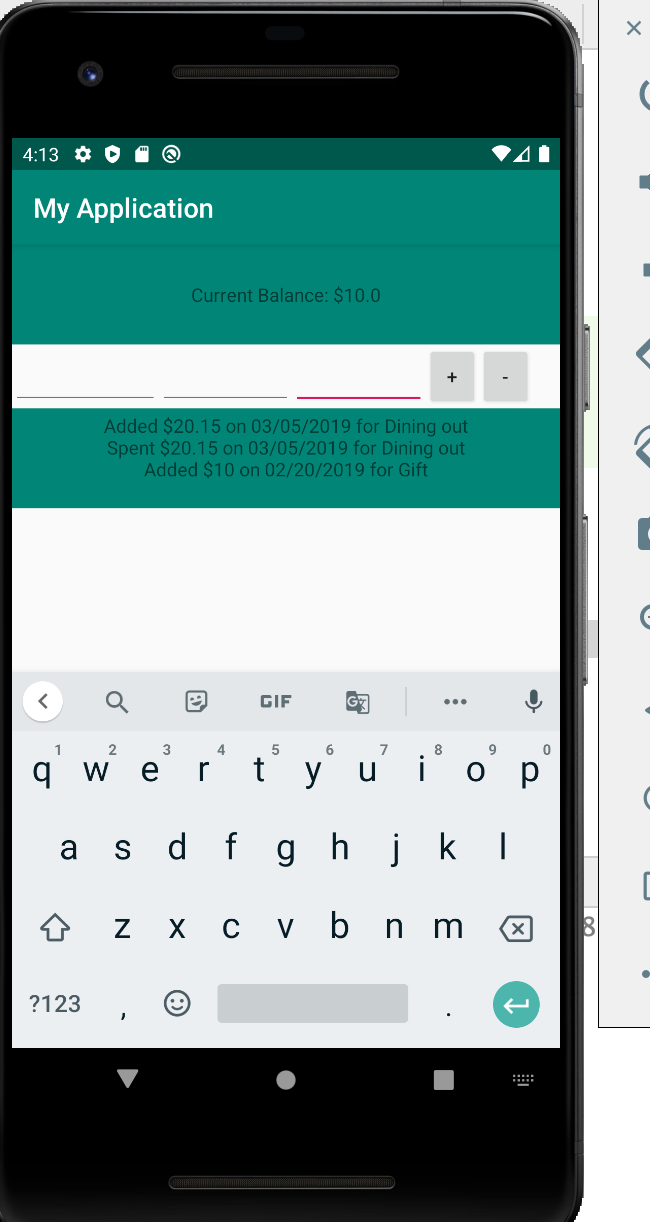 4:13
My Application
Current Balance: $10.0
+ -
Added $20.15 on 03/05/2019 for Dining out
Spent $20.15 on 03/05/2019 for Dining out
Added $10 on 02/20/2019 for Gift
GIF
1 2 3 4 5 6 7 8 9 0
q w e r t y u i o p
a s d f g h j k l
z x c v b n m
?123 , .
8